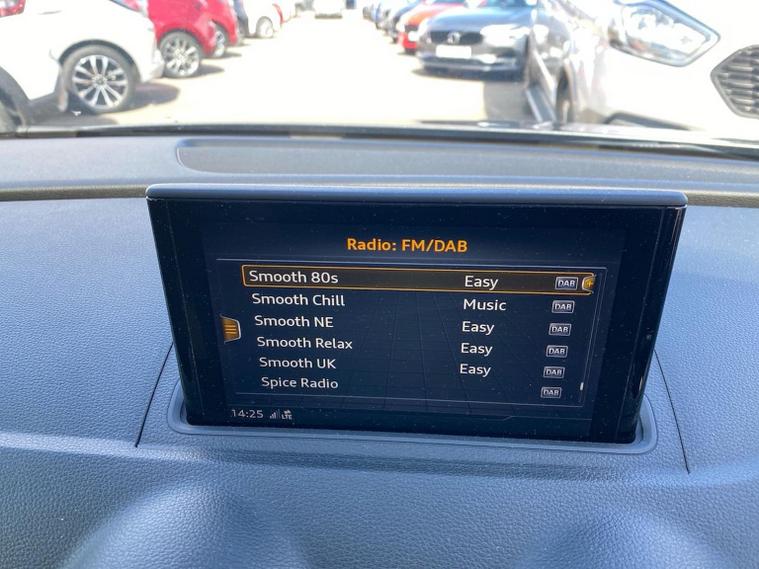 Radio: FM/DAB
Smooth 80s Easy DAB
Smooth Chill Music DAB
Smooth NE Easy DAB
Smooth Relax Easy DAB
Smooth UK Easy DAB
Spice Radio DAB
14:25 LTE